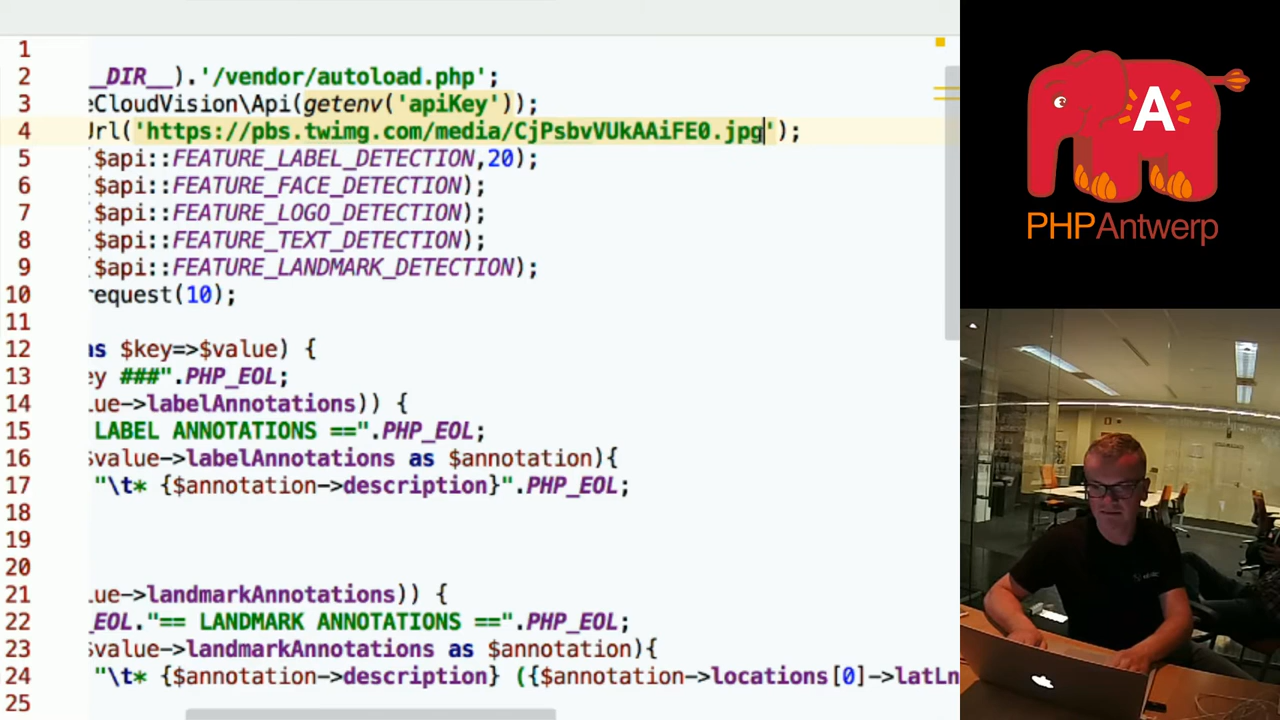 1
2 __DIR__).'/vendor/autoload.php';
3 eCloudVision\Api(getenv('apiKey'));
4 Url('https://pbs.twimg.com/media/CjPsbvVUkAAiFE0.jpg');
5 $api::FEATURE_LABEL_DETECTION,20);
6 $api::FEATURE_FACE_DETECTION);
7 $api::FEATURE_LOGO_DETECTION);
8 $api::FEATURE_TEXT_DETECTION);
9 $api::FEATURE_LANDMARK_DETECTION);
10 request(10);
11
12 as $key=>$value) {
13 ey ###".PHP_EOL;
14 lue->labelAnnotations)) {
15 LABEL ANNOTATIONS ==".PHP_EOL;
16 $value->labelAnnotations as $annotation){
17 "\t* {$annotation->description}".PHP_EOL;
18
19
20
21 lue->landmarkAnnotations)) {
22 _EOL."== LANDMARK ANNOTATIONS ==".PHP_EOL;
23 $value->landmarkAnnotations as $annotation){
24 "\t* {$annotation->description} ({$annotation->locations[0]->latLn
25
A
PHPAntwerp